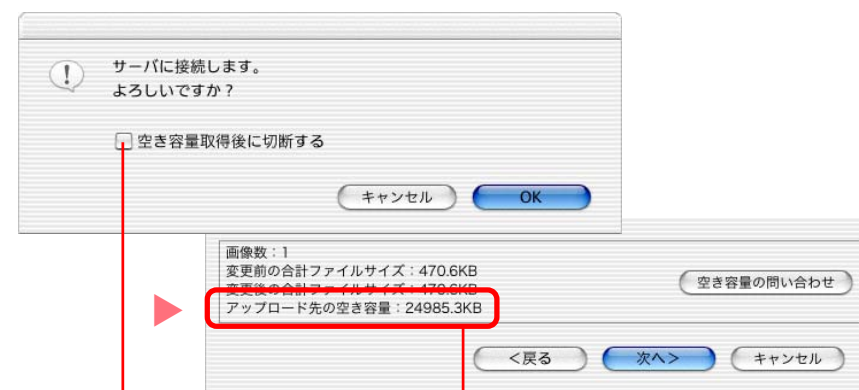 サーバに接続します。
よろしいですか？
空き容量取得後に切断する
キャンセル
OK
画像数：1
変更前の合計ファイルサイズ：470.6KB
変更後の合計ファイルサイズ：470.6KB
アップロード先の空き容量：24985.3KB
空き容量の問い合わせ
<戻る
次へ>
キャンセル